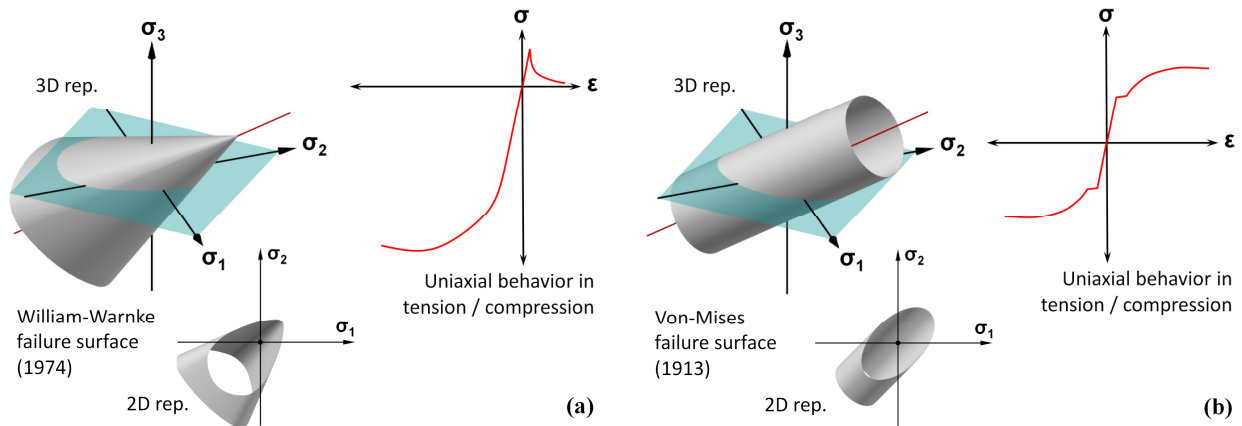 σ3
3D rep.
σ2
σ1
σ
ε
Uniaxial behavior in
tension / compression
William-Warnke
failure surface
(1974)
σ2
σ1
2D rep.
(a)
σ3
3D rep.
σ2
σ1
σ
ε
Uniaxial behavior in
tension / compression
Von-Mises
failure surface
(1913)
σ2
σ1
2D rep.
(b)